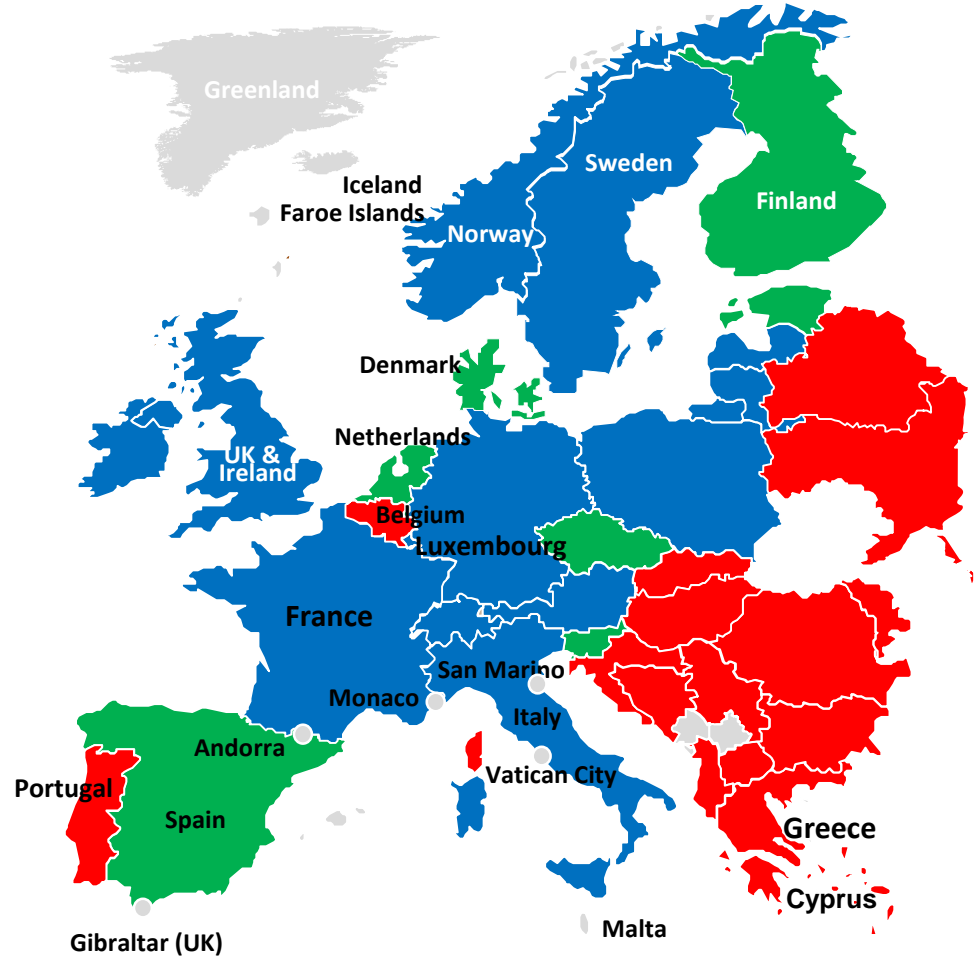 Greenland
Sweden
Iceland
Faroe Islands
Finland
Norway
Denmark
Netherlands
UK &
Ireland
Belgium
Luxembourg
France
San Marino
Monaco
Italy
Andorra
Vatican City
Portugal
Spain
Greece
Cyprus
Malta
Gibraltar (UK)